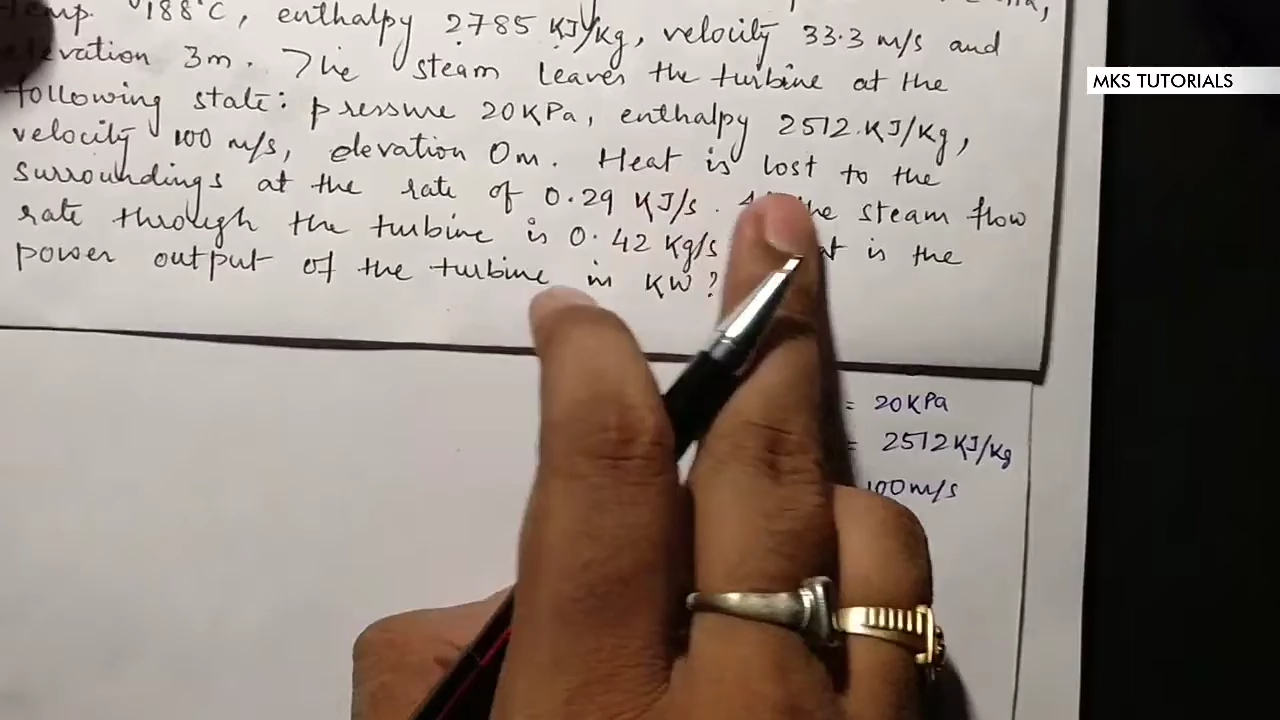 temp. 188°C, enthalpy 2785 KJ/kg, velocity 33.3 m/s and
elevation 3m. The steam leaves the turbine at the
following state: pressure 20KPa, enthalpy 2512 KJ/Kg,
velocity 100 m/s, elevation 0m. Heat is lost to the
surroundings at the rate of 0.29 KJ/s. steam flow
rate through the turbine is 0.42 Kg/s is the
power output of the turbine in KW?
MKS TUTORIALS
= 20KPa
= 2512KJ/Kg
100m/s